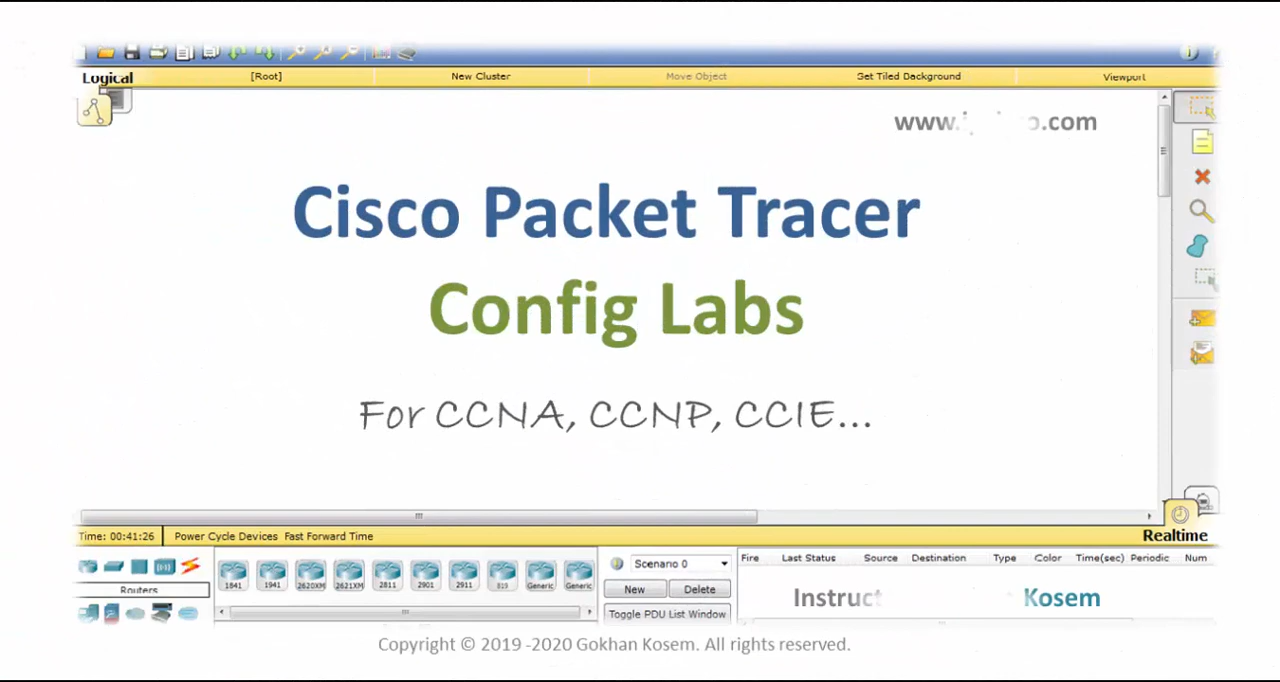 Logical [Root] New Cluster Move Object Set Tiled Background Viewport
www. .com
Cisco Packet Tracer
Config Labs
For CCNA, CCNP, CCIE...
Time: 00:41:26 Power Cycle Devices Fast Forward Time
Realtime
Routers
1841 1941 2620XM 2621XM 2811 2901 2911 819 Generic Generic
Scenario 0
New Delete
Toggle PDU List Window
Fire Last Status Source Destination Type Color Time(sec) Periodic Num
Instruct Kosem
Copyright © 2019 -2020 Gokhan Kosem. All rights reserved.